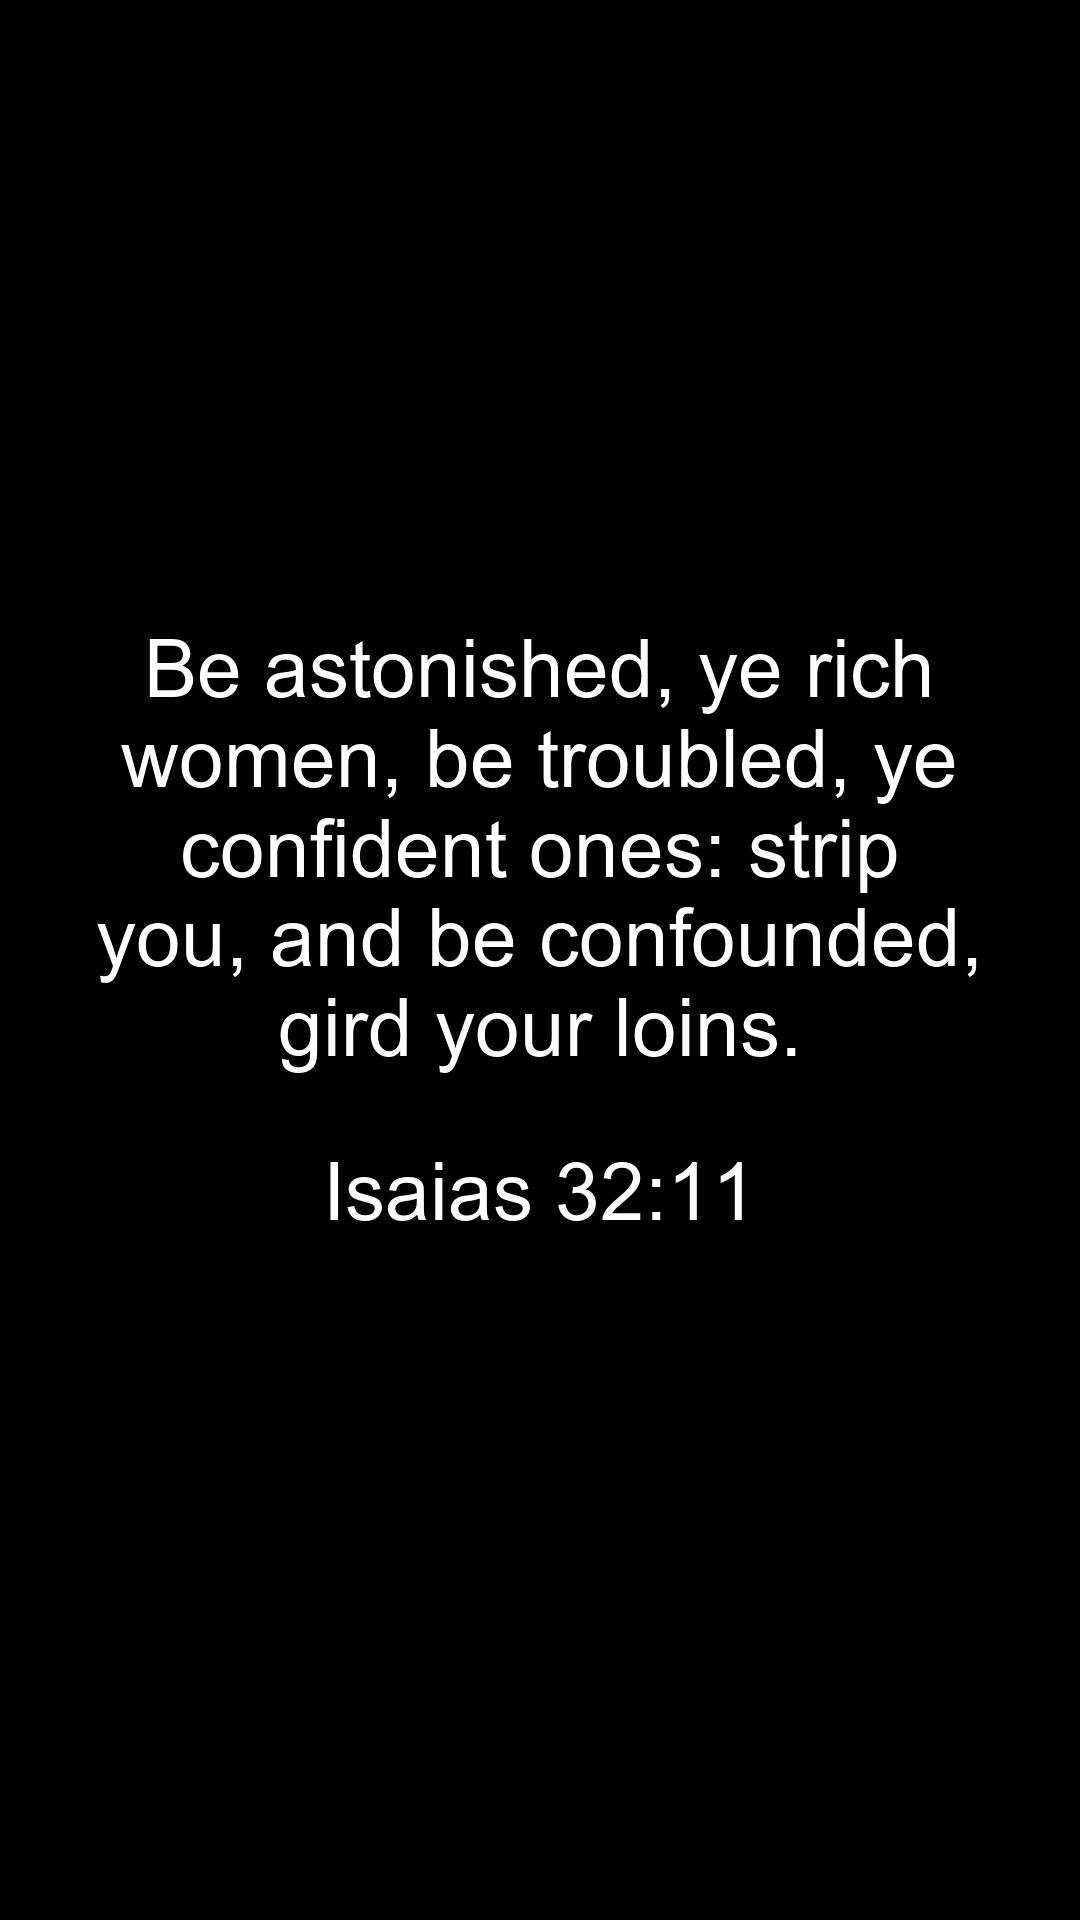 Be astonished, ye rich
women, be troubled, ye
confident ones: strip
you, and be confounded,
gird your loins.
Isaias 32:11